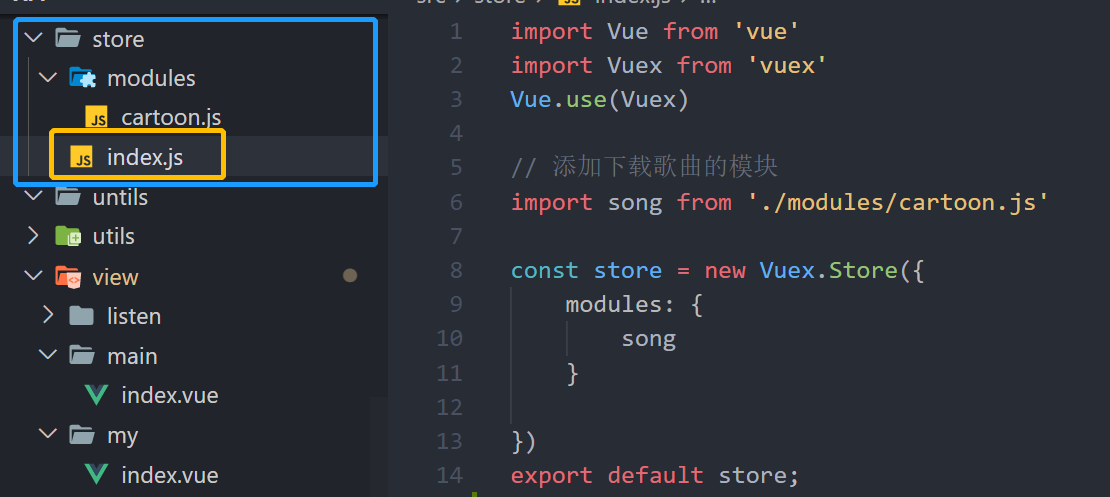 store
modules
cartoon.js
JS index.js
untils
utils
view
listen
main
index.vue
my
index.vue
src > store > JS index.js > ...
1 import Vue from 'vue'
2 import Vuex from 'vuex'
3 Vue.use(Vuex)
4
5 // 添加下载歌曲的模块
6 import song from './modules/cartoon.js'
7
8 const store = new Vuex.Store({
9 modules: {
10 song
11 }
12
13 })
14 export default store;